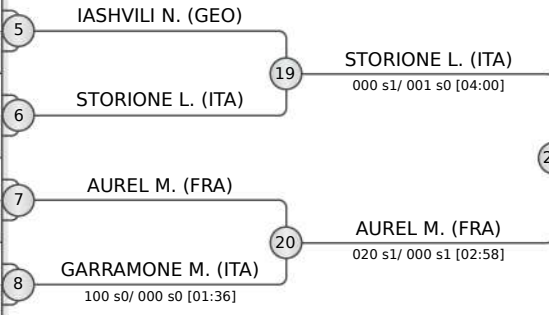 IASHVILI N. (GEO)
5
19
STORIONE L. (ITA)
000 s1/ 001 s0 [04:00]
STORIONE L. (ITA)
6
AUREL M. (FRA)
7
20
AUREL M. (FRA)
020 s1/ 000 s1 [02:58]
GARRAMONE M. (ITA)
8
100 s0/ 000 s0 [01:36]